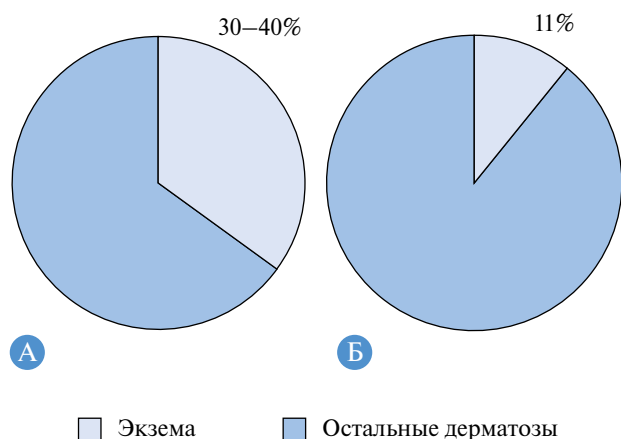 30–40%
11%
А
Б
Экзема
Остальные дерматозы